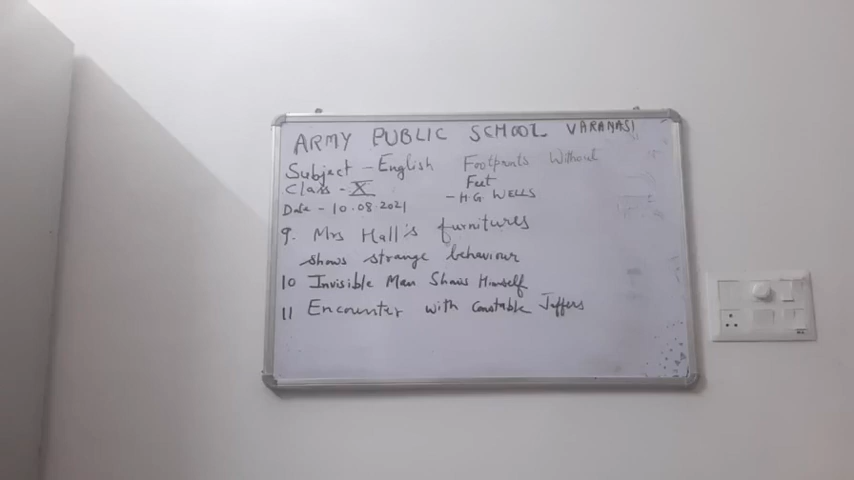 ARMY PUBLIC SCHOOL VARANASI
Subject - English Footprints Without
Class - X Feet
- H.G. WELLS
Date - 10.08.2021
9. Mrs Hall's furnitures
shows strange behaviour
10 Invisible Man Shows Himself
11 Encounter with Constable Jaffers